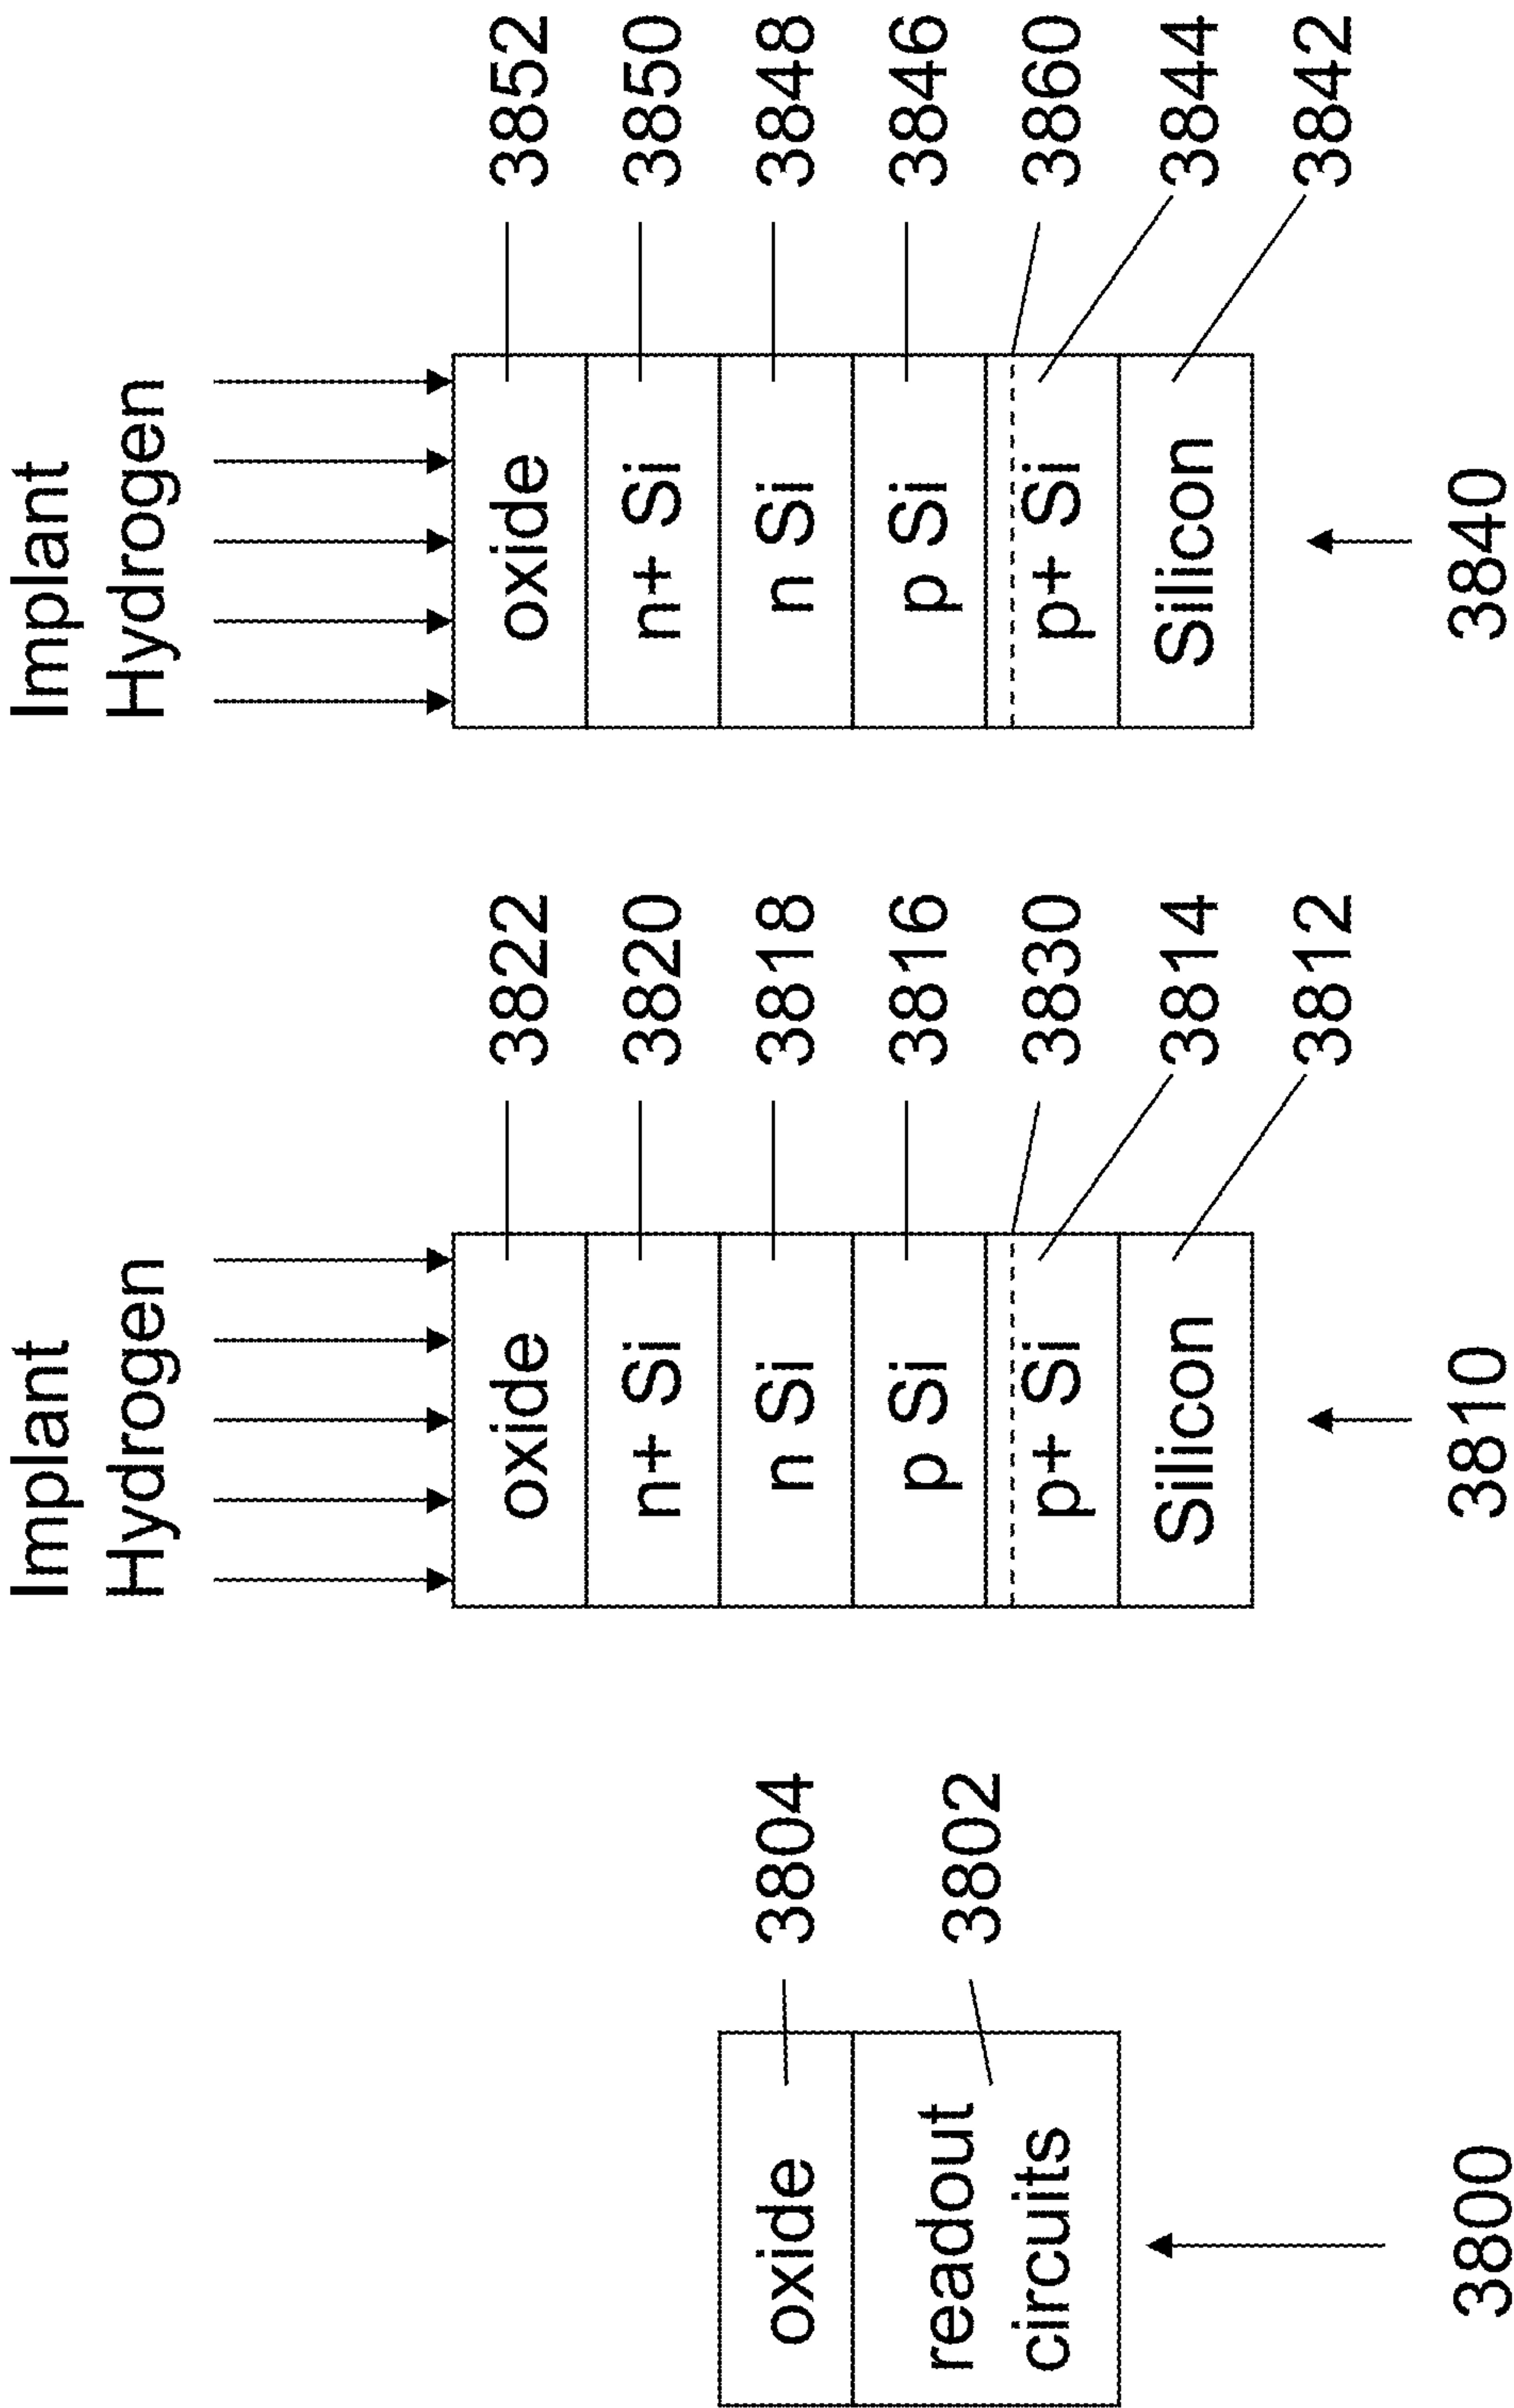 oxide
3804
readout
circuits
3802
3800
Implant
Hydrogen
oxide
3822
n+ Si
3820
n Si
3818
p Si
3816
3830
p+ Si
3814
Silicon
3812
3810
Implant
Hydrogen
oxide
3852
n+ Si
3850
n Si
3848
p Si
3846
3860
p+ Si
3844
Silicon
3842
3840